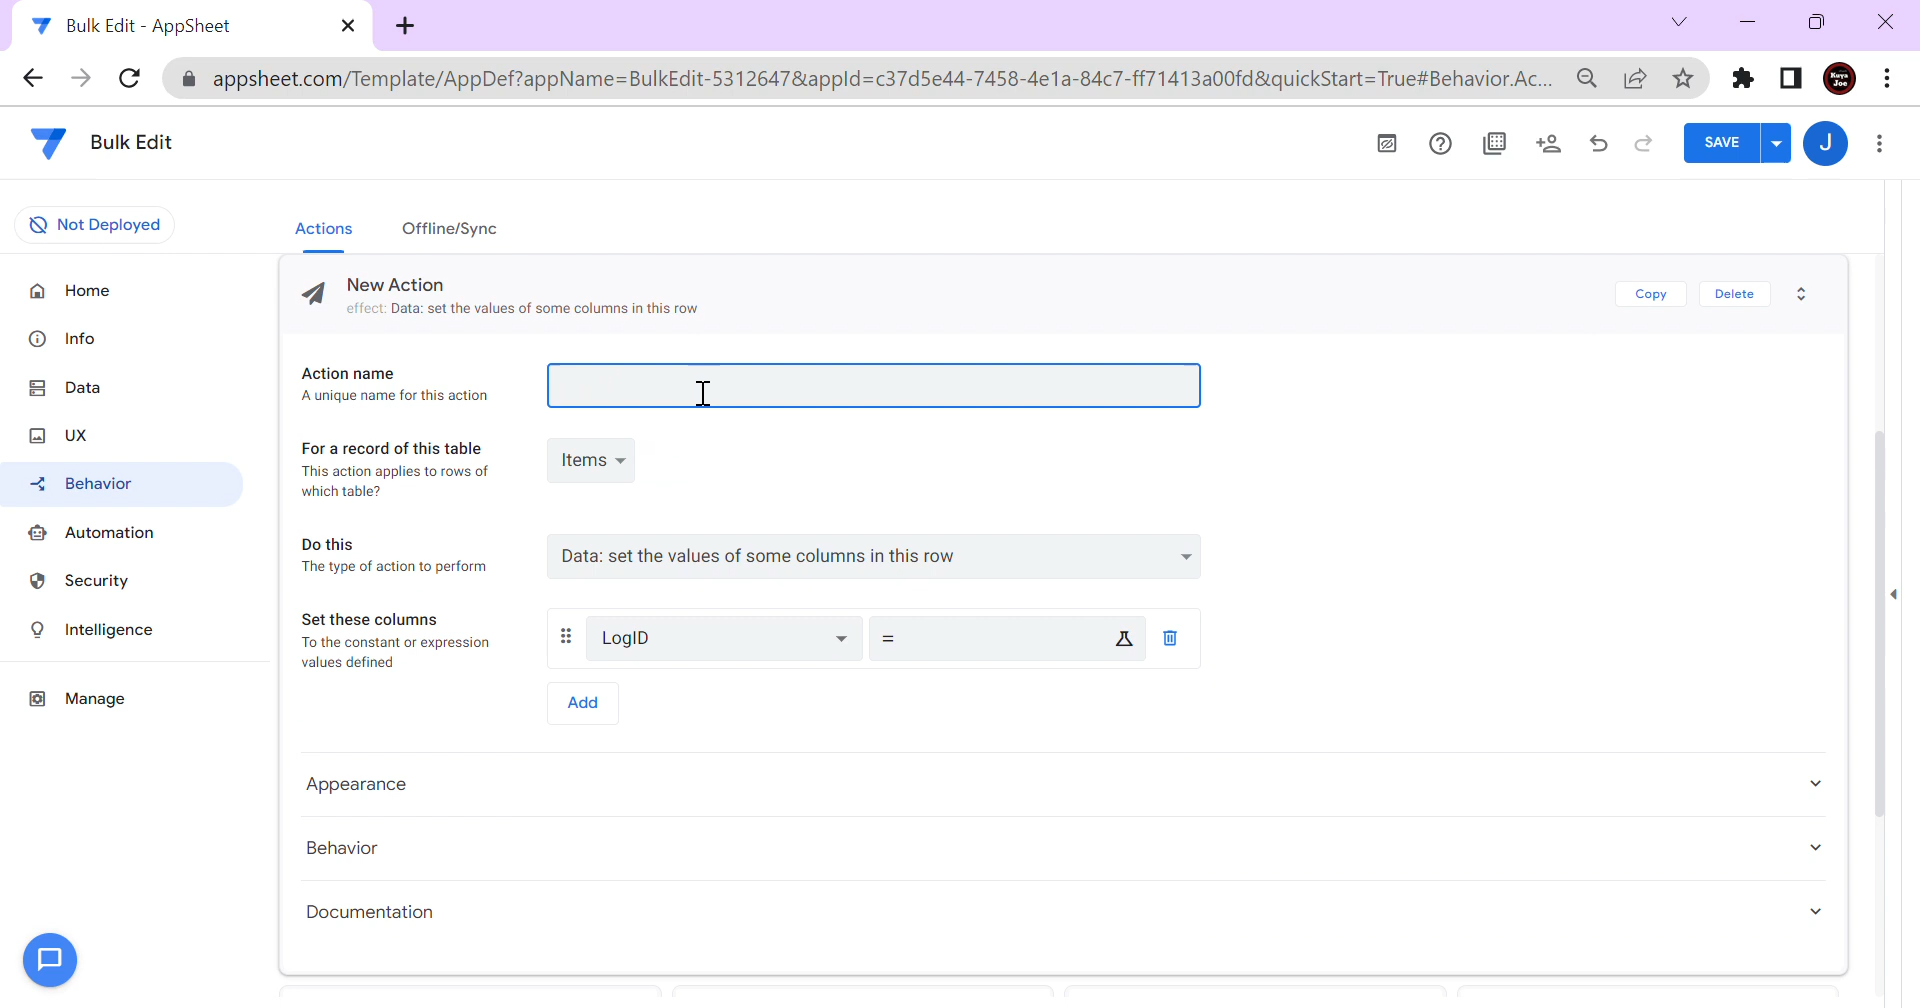 Bulk Edit - AppSheet
appsheet.com/Template/AppDef?appName=BulkEdit-5312647&appId=c37d5e44-7458-4e1a-84c7-ff71413a00fd&quickStart=True#Behavior.Ac...
Kuya
Joe
Bulk Edit
SAVE
J
Not Deployed
Actions
Offline/Sync
Home
Info
Data
UX
Behavior
Automation
Security
Intelligence
Manage
New Action
effect: Data: set the values of some columns in this row
Copy
Delete
Action name
A unique name for this action
For a record of this table
This action applies to rows of
which table?
Items
Do this
The type of action to perform
Data: set the values of some columns in this row
Set these columns
To the constant or expression
values defined
LogID
=
Add
Appearance
Behavior
Documentation